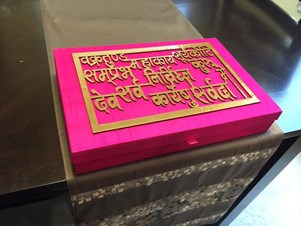 वक्रतुण्ड महाकाय सूर्यकोटि
समप्रभ निर्विघ्नं कुरु मे
देव सर्व कार्येषु सर्वदा